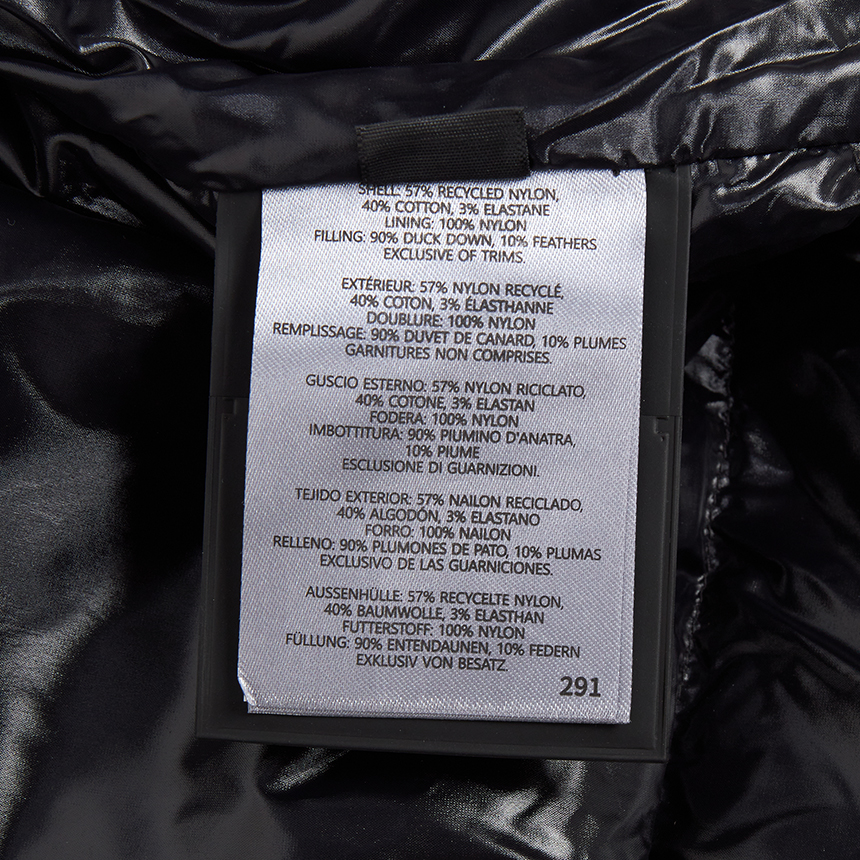 SHELL: 57% RECYCLED NYLON,
40% COTTON, 3% ELASTANE
LINING: 100% NYLON
FILLING: 90% DUCK DOWN, 10% FEATHERS
EXCLUSIVE OF TRIMS.
EXTÉRIEUR: 57% NYLON RECYCLÉ,
40% COTON, 3% ÉLASTHANNE
DOUBLURE: 100% NYLON
REMPLISSAGE: 90% DUVET DE CANARD, 10% PLUMES
GARNITURES NON COMPRISES.
GUSCIO ESTERNO: 57% NYLON RICICLATO,
40% COTONE, 3% ELASTAN
FODERA: 100% NYLON
IMBOTTITURA: 90% PIUMINO D'ANATRA,
10% PIUME
ESCLUSIONE DI GUARNIZIONI.
TEJIDO EXTERIOR: 57% NAILON RECICLADO,
40% ALGODÓN, 3% ELASTANO
FORRO: 100% NAILON
RELLENO: 90% PLUMONES DE PATO, 10% PLUMAS
EXCLUSIVO DE LAS GUARNICIONES.
AUSSENHÜLLE: 57% RECYCELTE NYLON,
40% BAUMWOLLE, 3% ELASTHAN
FUTTERSTOFF: 100% NYLON
FÜLLUNG: 90% ENTENDAUNEN, 10% FEDERN
EXKLUSIV VON BESATZ.
291